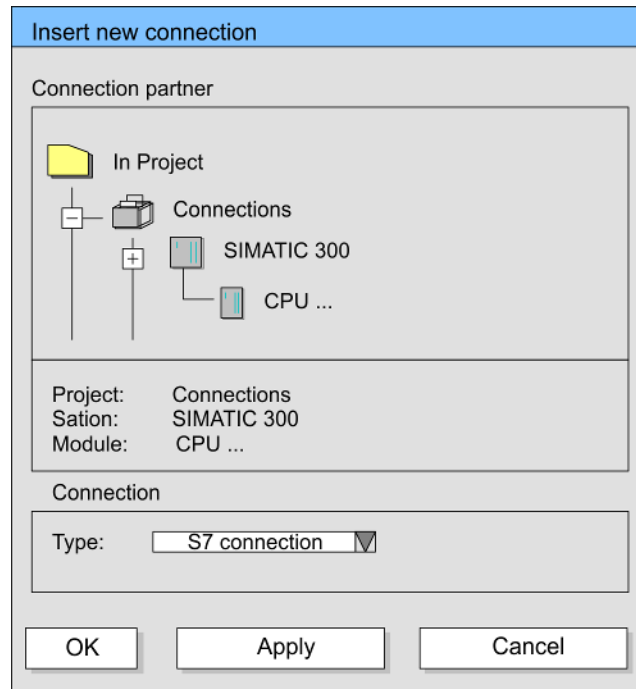 Insert new connection
Connection partner
In Project
Connections
SIMATIC 300
CPU ...
Project: Connections
Sation: SIMATIC 300
Module: CPU ...
Connection
Type: S7 connection
OK Apply Cancel